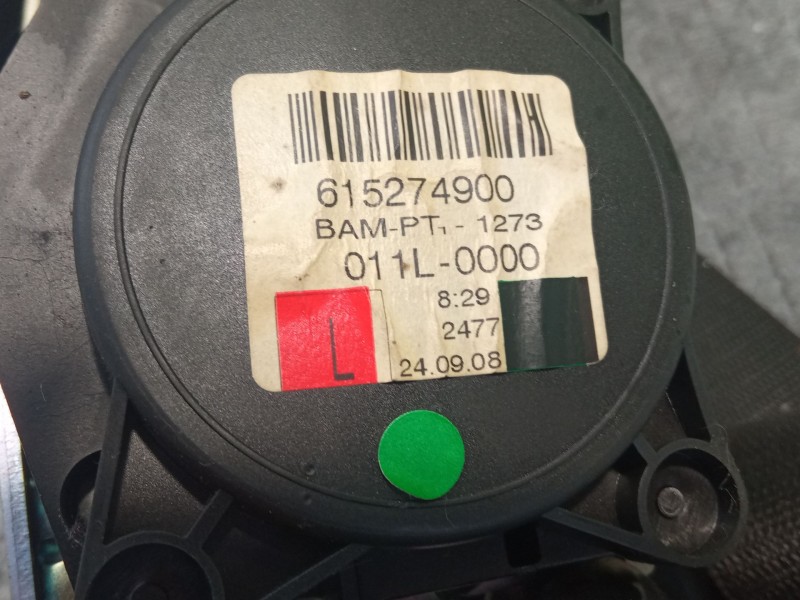 615274900
BAM-PT1 - 1273
011L-0000
8:29
L
2477
24.09.08